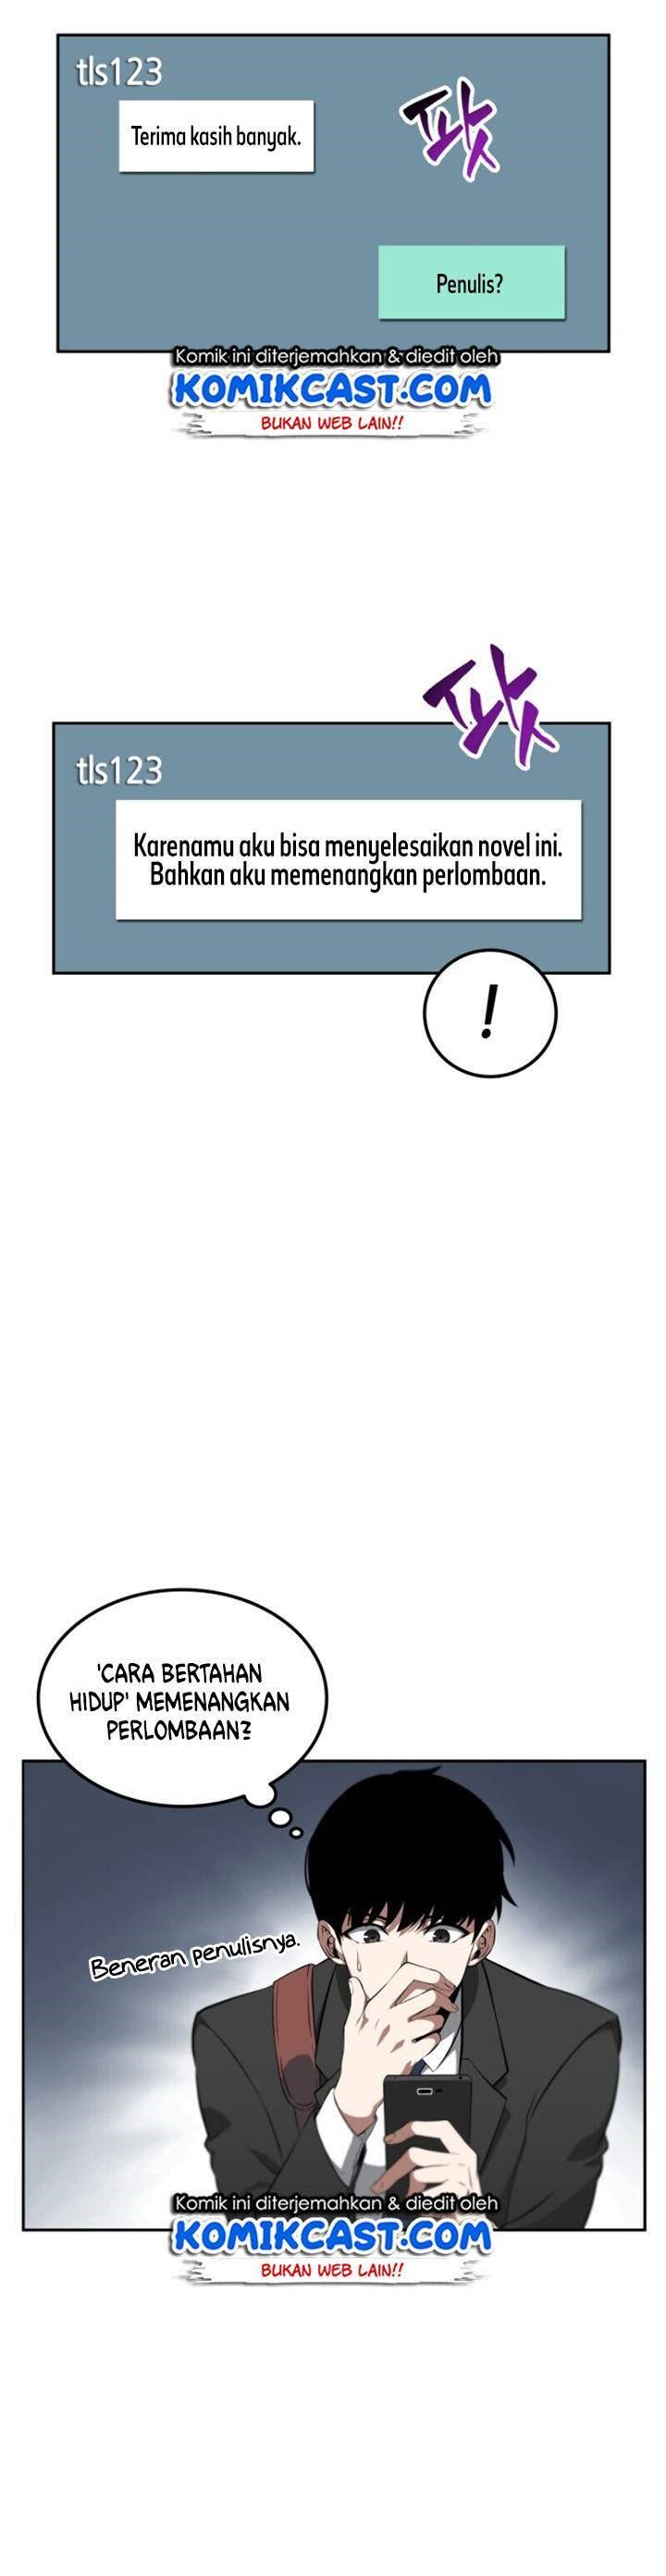 tls123
Terima kasih banyak.
팟
Penulis?
Komik ini diterjemahkan & diedit oleh
KOMIKCAST.COM
BUKAN WEB LAIN!!
팟
tls123
Karenamu aku bisa menyelesaikan novel ini.
Bahkan aku memenangkan perlombaan.
!
'CARA BERTAHAN
HIDUP' MEMENANGKAN
PERLOMBAAN?
Beneran penulisnya.
Komik ini diterjemahkan & diedit oleh
KOMIKCAST.COM
BUKAN WEB LAIN!!